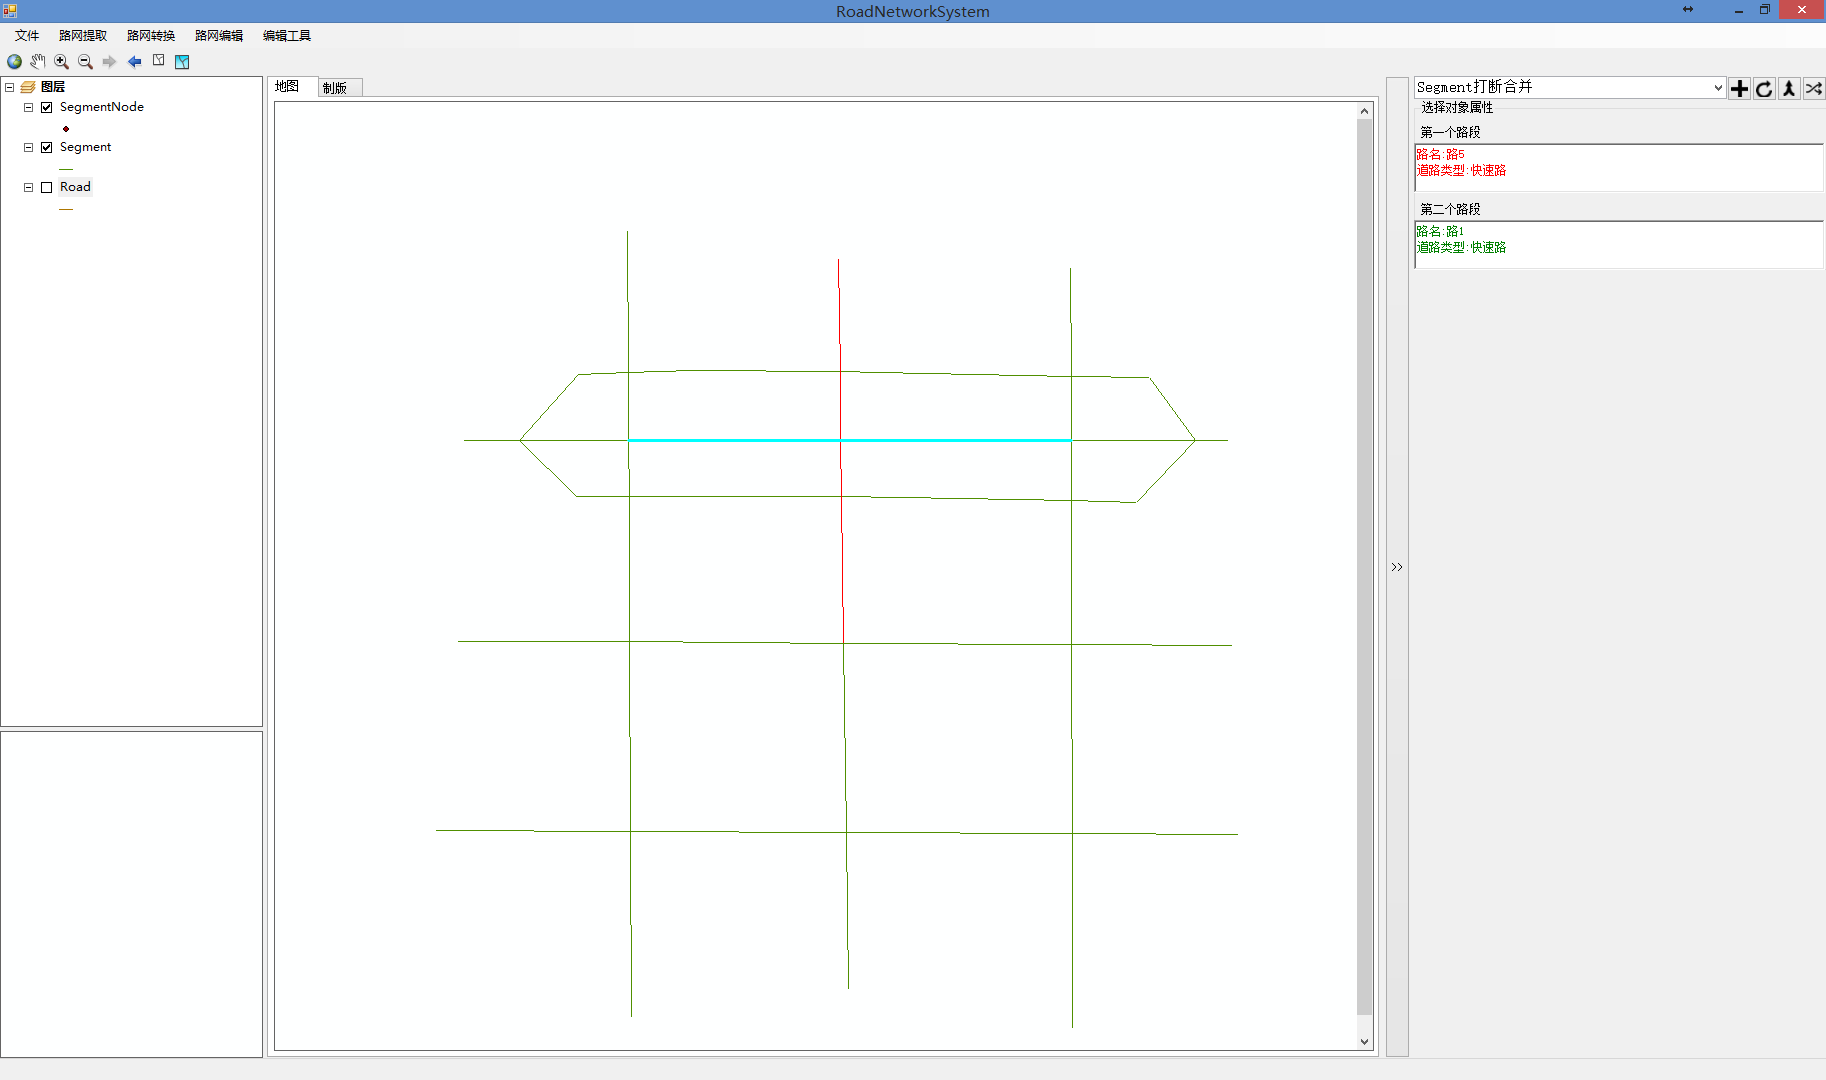 RoadNetworkSystem
文件 路网提取 路网转换 路网编辑 编辑工具
图层
SegmentNode
Segment
Road
地图 制版
Segment打断合并
选择对象属性
第一个路段
路名:路5
道路类型:快速路
第二个路段
路名:路1
道路类型:快速路
>>